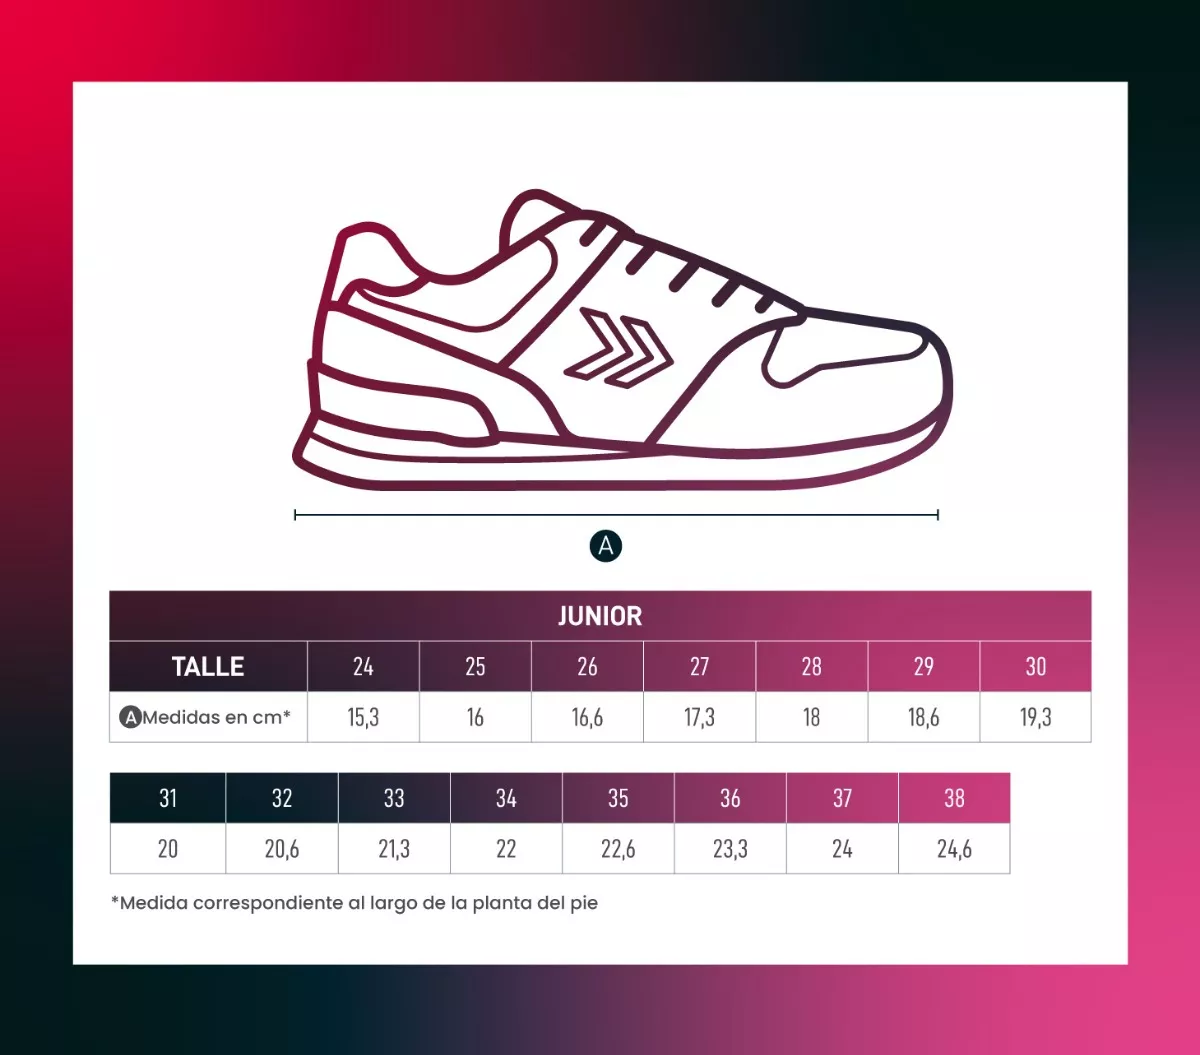 A
JUNIOR
TALLE 24 25 26 27 28 29 30
A Medidas en cm* 15,3 16 16,6 17,3 18 18,6 19,3
31 32 33 34 35 36 37 38
20 20,6 21,3 22 22,6 23,3 24 24,6
*Medida correspondiente al largo de la planta del pie